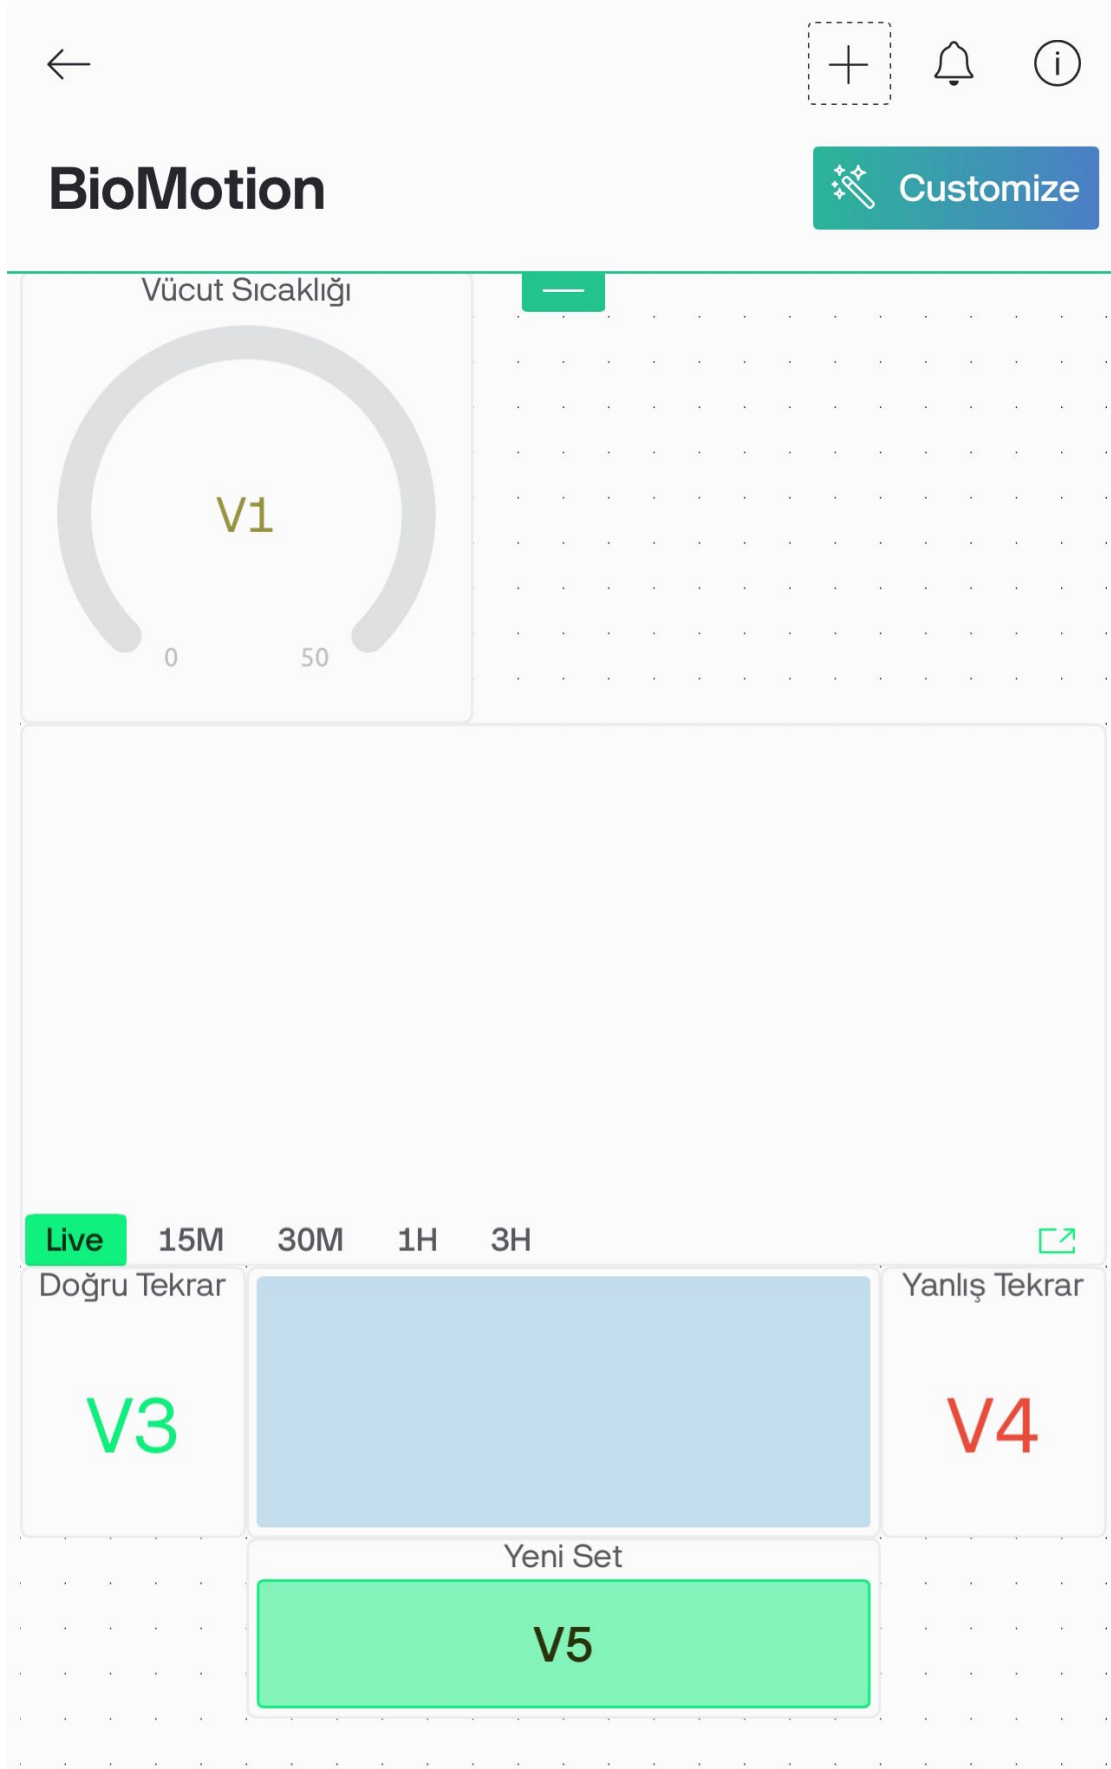 BioMotion
Customize
Vücut Sıcaklığı
V1
0 50
Live 15M 30M 1H 3H
Doğru Tekrar
Yanlış Tekrar
V3
V4
Yeni Set
V5